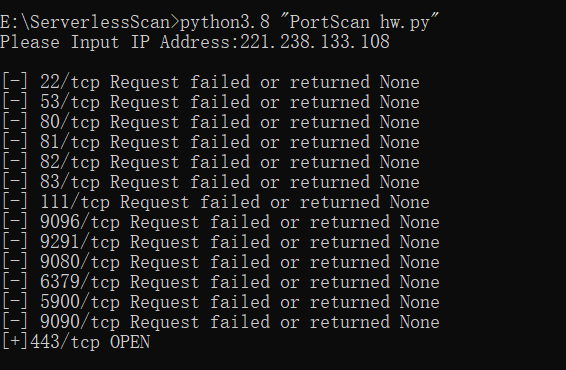 E:\ServerlessScan>python3.8 "PortScan hw.py"
Please Input IP Address:221.238.133.108
[-] 22/tcp Request failed or returned None
[-] 53/tcp Request failed or returned None
[-] 80/tcp Request failed or returned None
[-] 81/tcp Request failed or returned None
[-] 82/tcp Request failed or returned None
[-] 83/tcp Request failed or returned None
[-] 111/tcp Request failed or returned None
[-] 9096/tcp Request failed or returned None
[-] 9291/tcp Request failed or returned None
[-] 9080/tcp Request failed or returned None
[-] 6379/tcp Request failed or returned None
[-] 5900/tcp Request failed or returned None
[-] 9090/tcp Request failed or returned None
[+]443/tcp OPEN